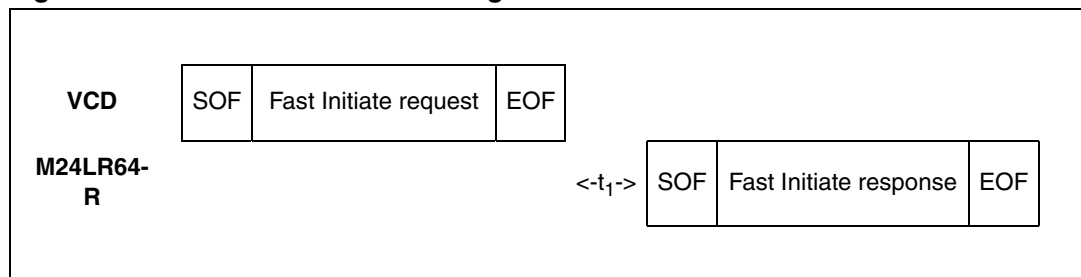 VCD SOF Fast Initiate request EOF
M24LR64-
R
<-t1-> SOF Fast Initiate response EOF